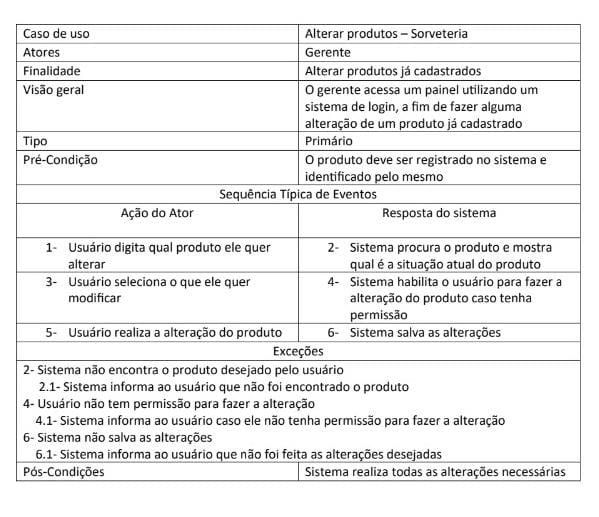 Caso de uso Alterar produtos – Sorveteria
Atores Gerente
Finalidade Alterar produtos já cadastrados
Visão geral O gerente acessa um painel utilizando um
sistema de login, a fim de fazer alguma
alteração de um produto já cadastrado
Tipo Primário
Pré-Condição O produto deve ser registrado no sistema e
identificado pelo mesmo
Sequência Típica de Eventos
Ação do Ator Resposta do sistema
1- Usuário digita qual produto ele quer
alterar
2- Sistema procura o produto e mostra
qual é a situação atual do produto
3- Usuário seleciona o que ele quer
modificar
4- Sistema habilita o usuário para fazer a
alteração do produto caso tenha
permissão
5- Usuário realiza a alteração do produto
6- Sistema salva as alterações
Exceções
2- Sistema não encontra o produto desejado pelo usuário
2.1- Sistema informa ao usuário que não foi encontrado o produto
4- Usuário não tem permissão para fazer a alteração
4.1- Sistema informa ao usuário caso ele não tenha permissão para fazer a alteração
6- Sistema não salva as alterações
6.1- Sistema informa ao usuário que não foi feita as alterações desejadas
Pós-Condições Sistema realiza todas as alterações necessárias